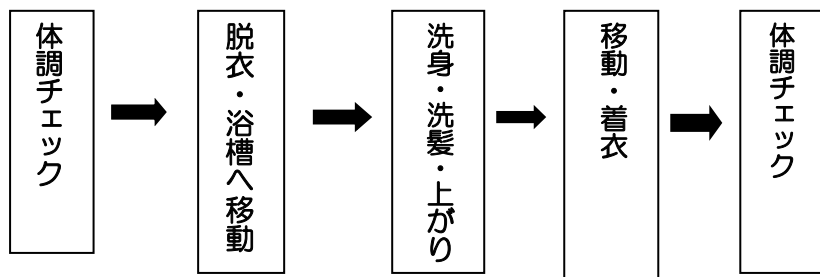 体調チェック
脱衣・浴槽へ移動
洗身・洗髪・上がり
移動・着衣
体調チェック